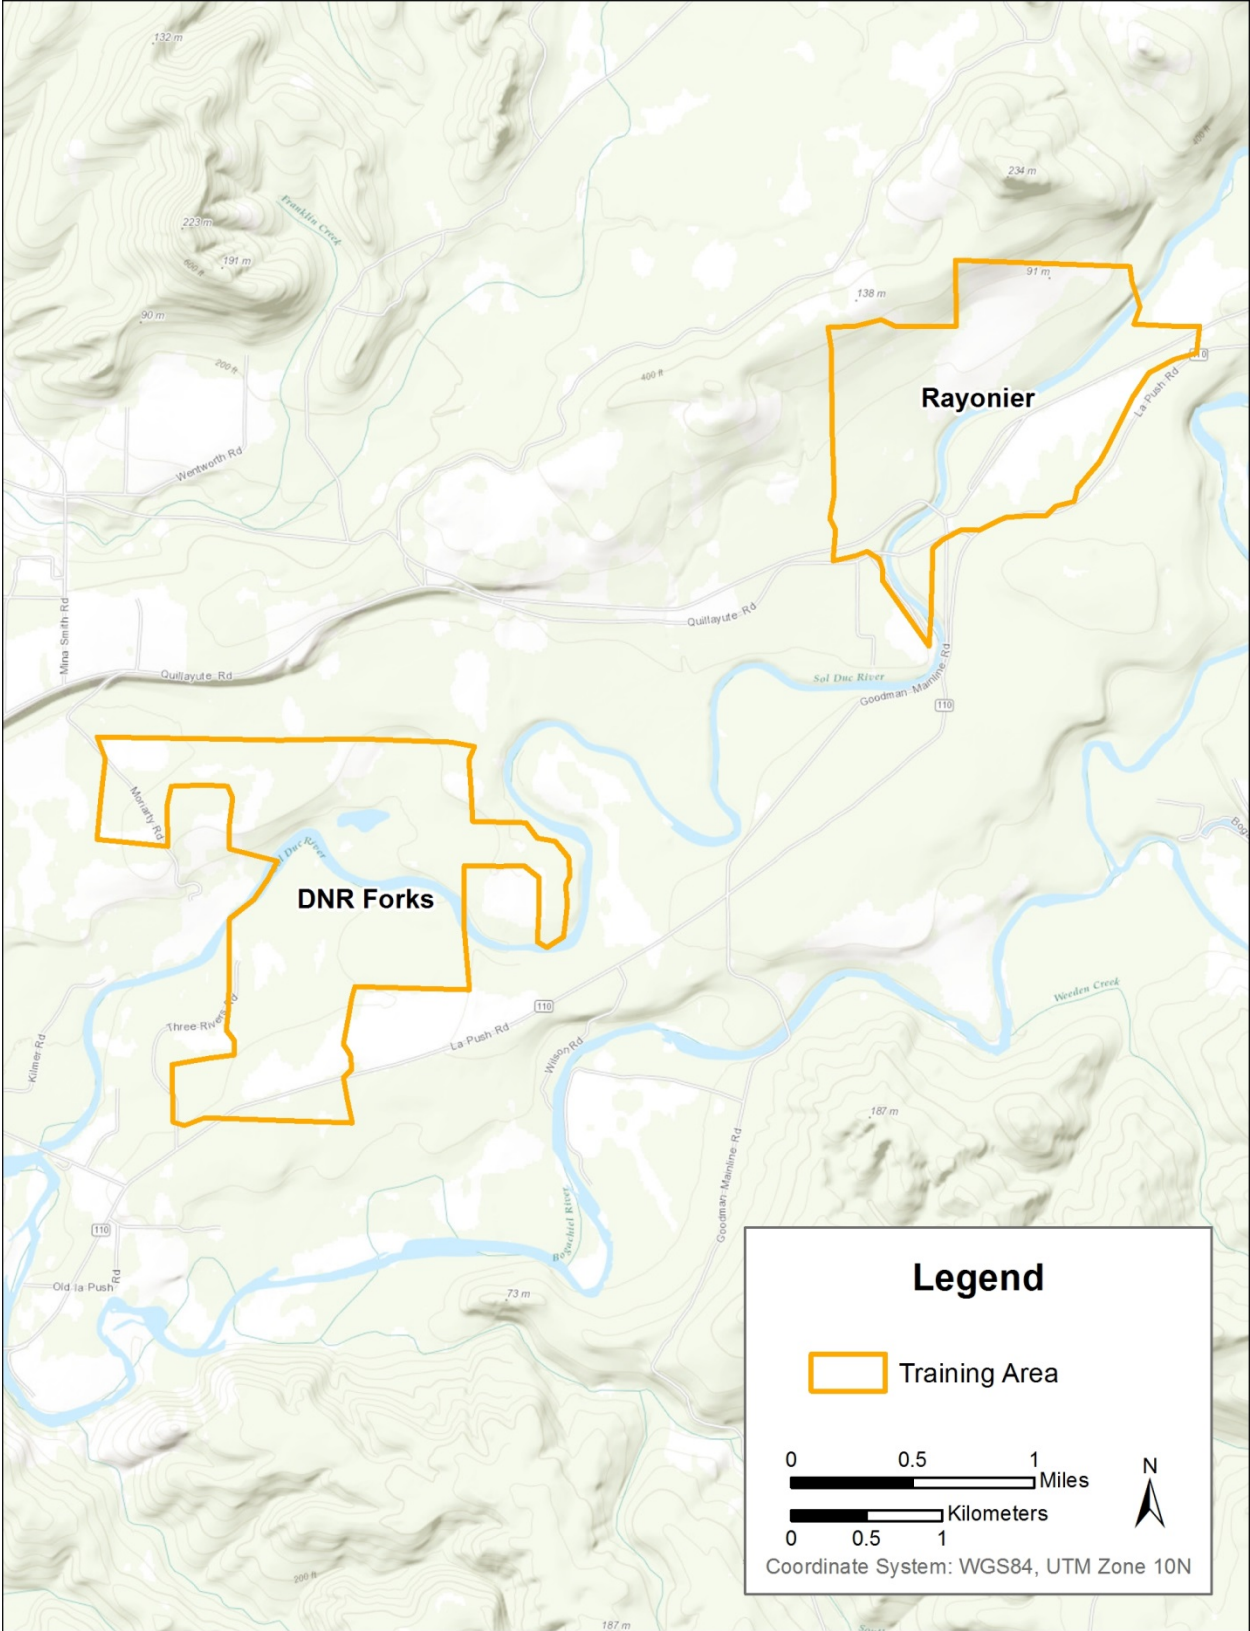 132 m
234 m
400 ft
Franklin Creek
223 m
191 m
600 ft
91 m
138 m
90 m
110
200 ft
400 ft
La Push Rd
Rayonier
Wentworth Rd
Mina Smith Rd
Quillayute Rd
Quillayute Rd
Sol Duc River
Goodman Mainline Rd
110
Moriarty Rd
Sol Duc River
DNR Forks
Weeden Creek
110
Three Rivers Rd
La Push Rd
Wilson Rd
Kilmer Rd
187 m
Goodman Mainline Rd
Bogachiel River
110
Old la Push Rd
73 m
Legend
Training Area
0 0.5 1
Miles
N
Kilometers
0 0.5 1
Coordinate System: WGS84, UTM Zone 10N
200 ft
187 m